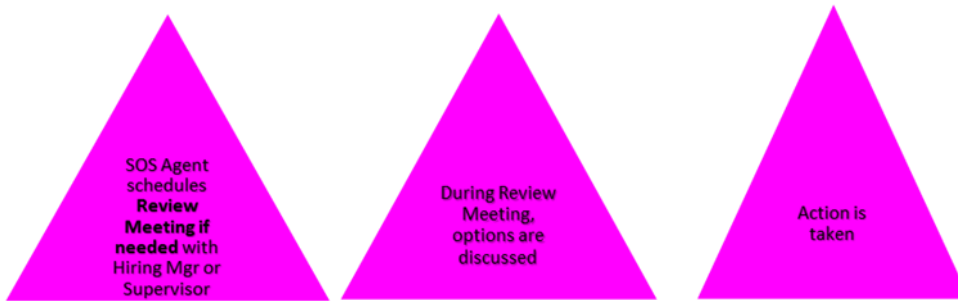 SOS Agent
schedules
Review
Meeting if
needed with
Hiring Mgr or
Supervisor
During Review
Meeting,
options are
discussed
Action is
taken